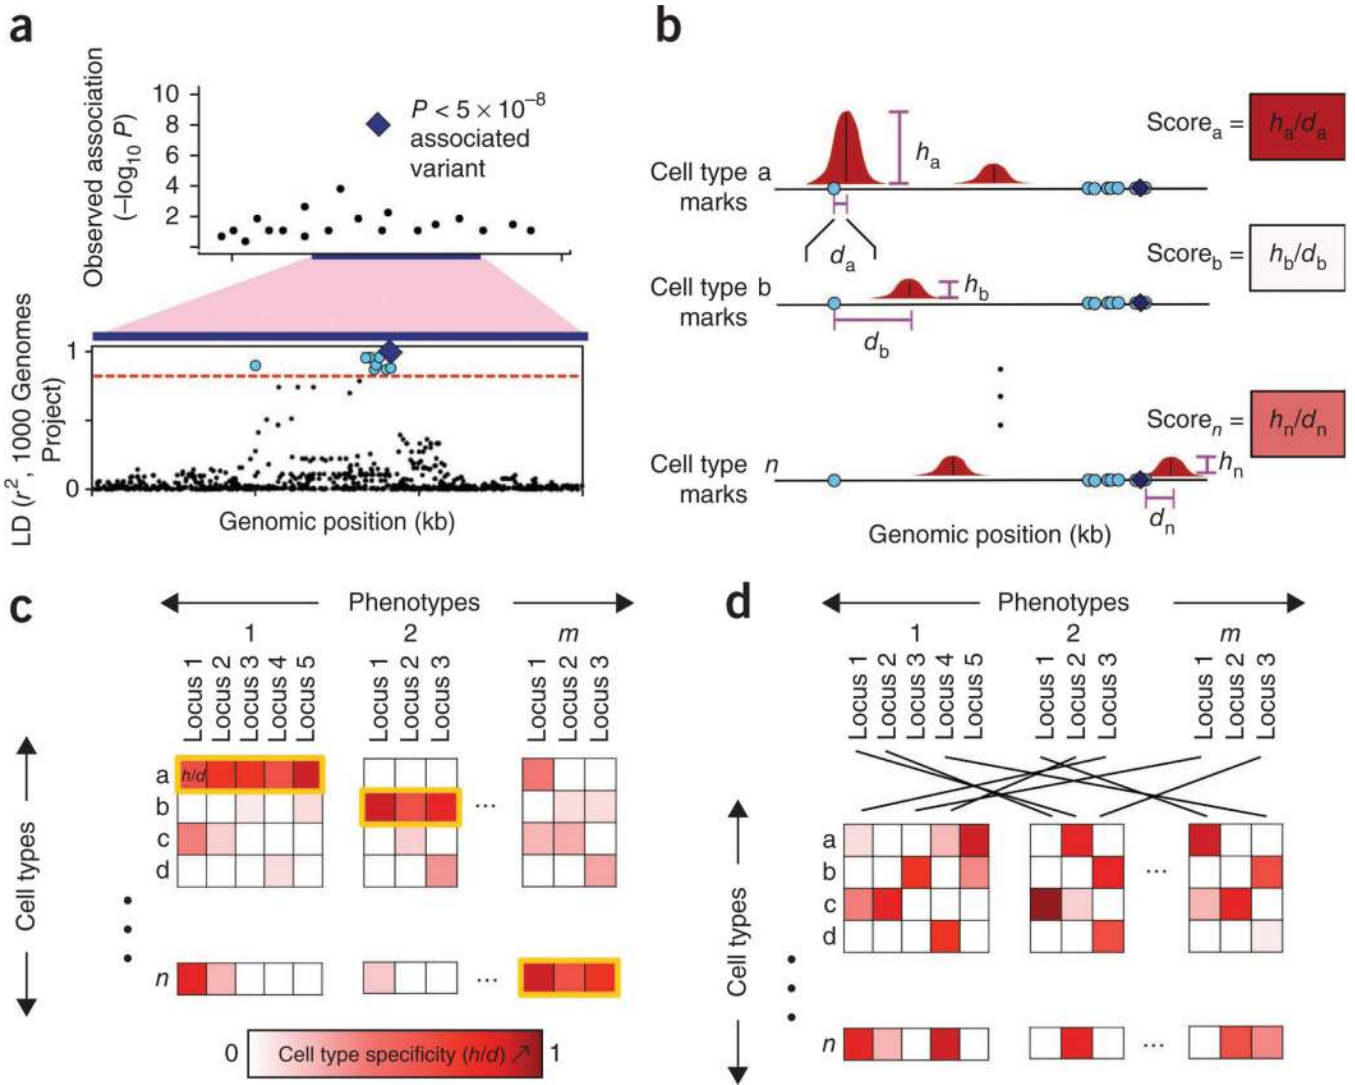 a
Observed association
(–log10 P)
10
8
6
4
2
P < 5 × 10−8
associated
variant
LD (r2, 1000 Genomes
Project)
1
0
Genomic position (kb)
b
Cell type a
marks
ha
da
Scorea = ha/da
Cell type b
marks
hb
db
Scoreb = hb/db
Scoren = hn/dn
Cell type n
marks
hn
dn
Genomic position (kb)
c
Phenotypes
1 2 m
Locus 1
Locus 2
Locus 3
Locus 4
Locus 5
Locus 1
Locus 2
Locus 3
Locus 1
Locus 2
Locus 3
Cell types
a h/d
b ...
c
d
n ...
0 Cell type specificity (h/d) ↗ 1
d
Phenotypes
1 2 m
Locus 1
Locus 2
Locus 3
Locus 4
Locus 5
Locus 1
Locus 2
Locus 3
Locus 1
Locus 2
Locus 3
Cell types
a
b ...
c
d
n ...